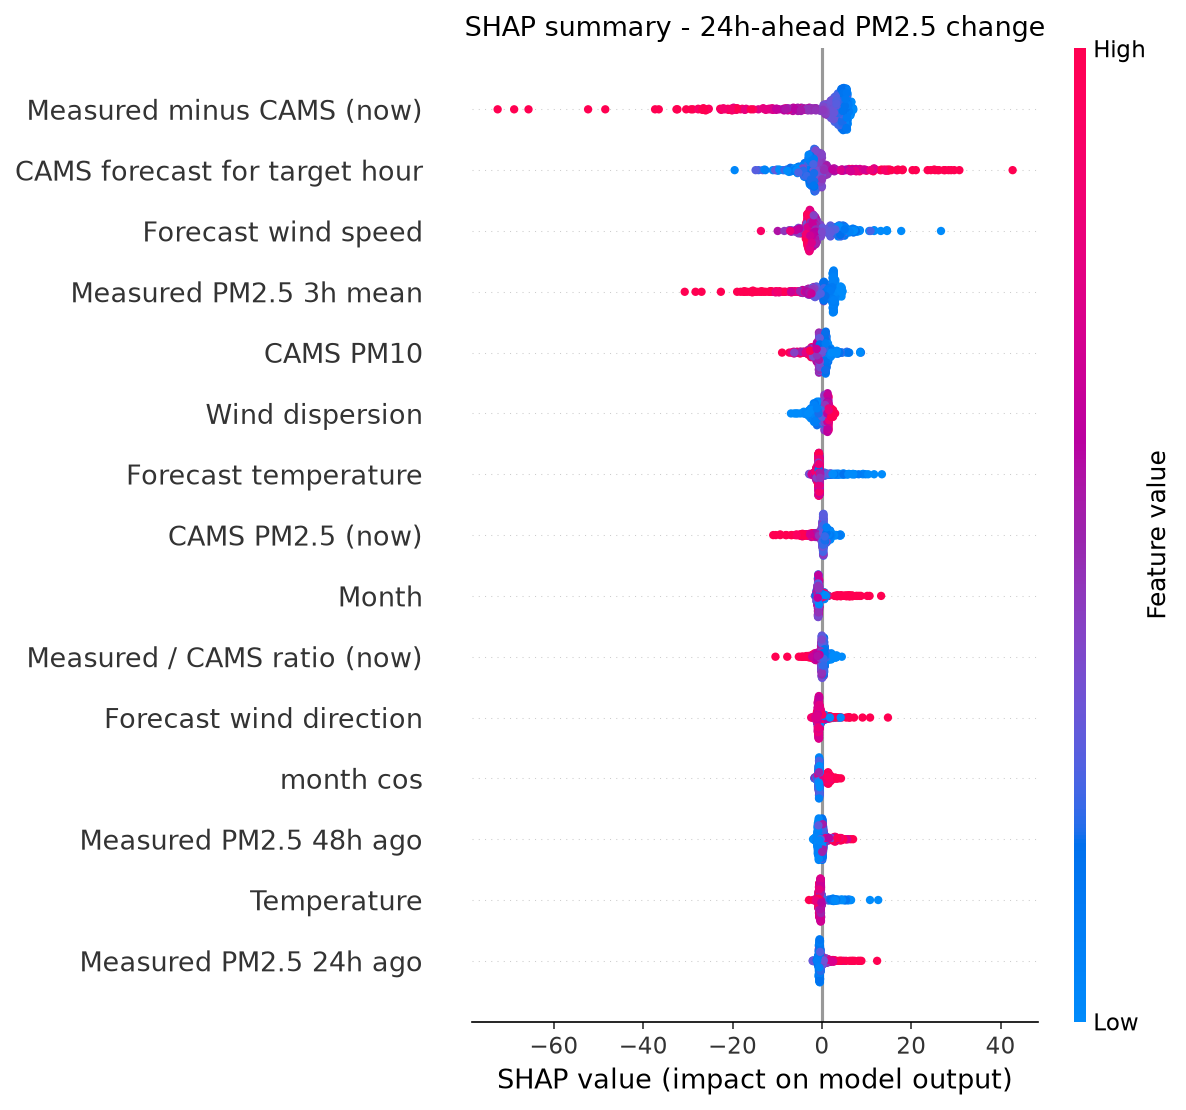 SHAP summary - 24h-ahead PM2.5 change
High
Measured minus CAMS (now)
CAMS forecast for target hour
Forecast wind speed
Measured PM2.5 3h mean
CAMS PM10
Wind dispersion
Forecast temperature
CAMS PM2.5 (now)
Month
Measured / CAMS ratio (now)
Forecast wind direction
month cos
Measured PM2.5 48h ago
Temperature
Measured PM2.5 24h ago
Feature value
Low
−60 −40 −20 0 20 40
SHAP value (impact on model output)